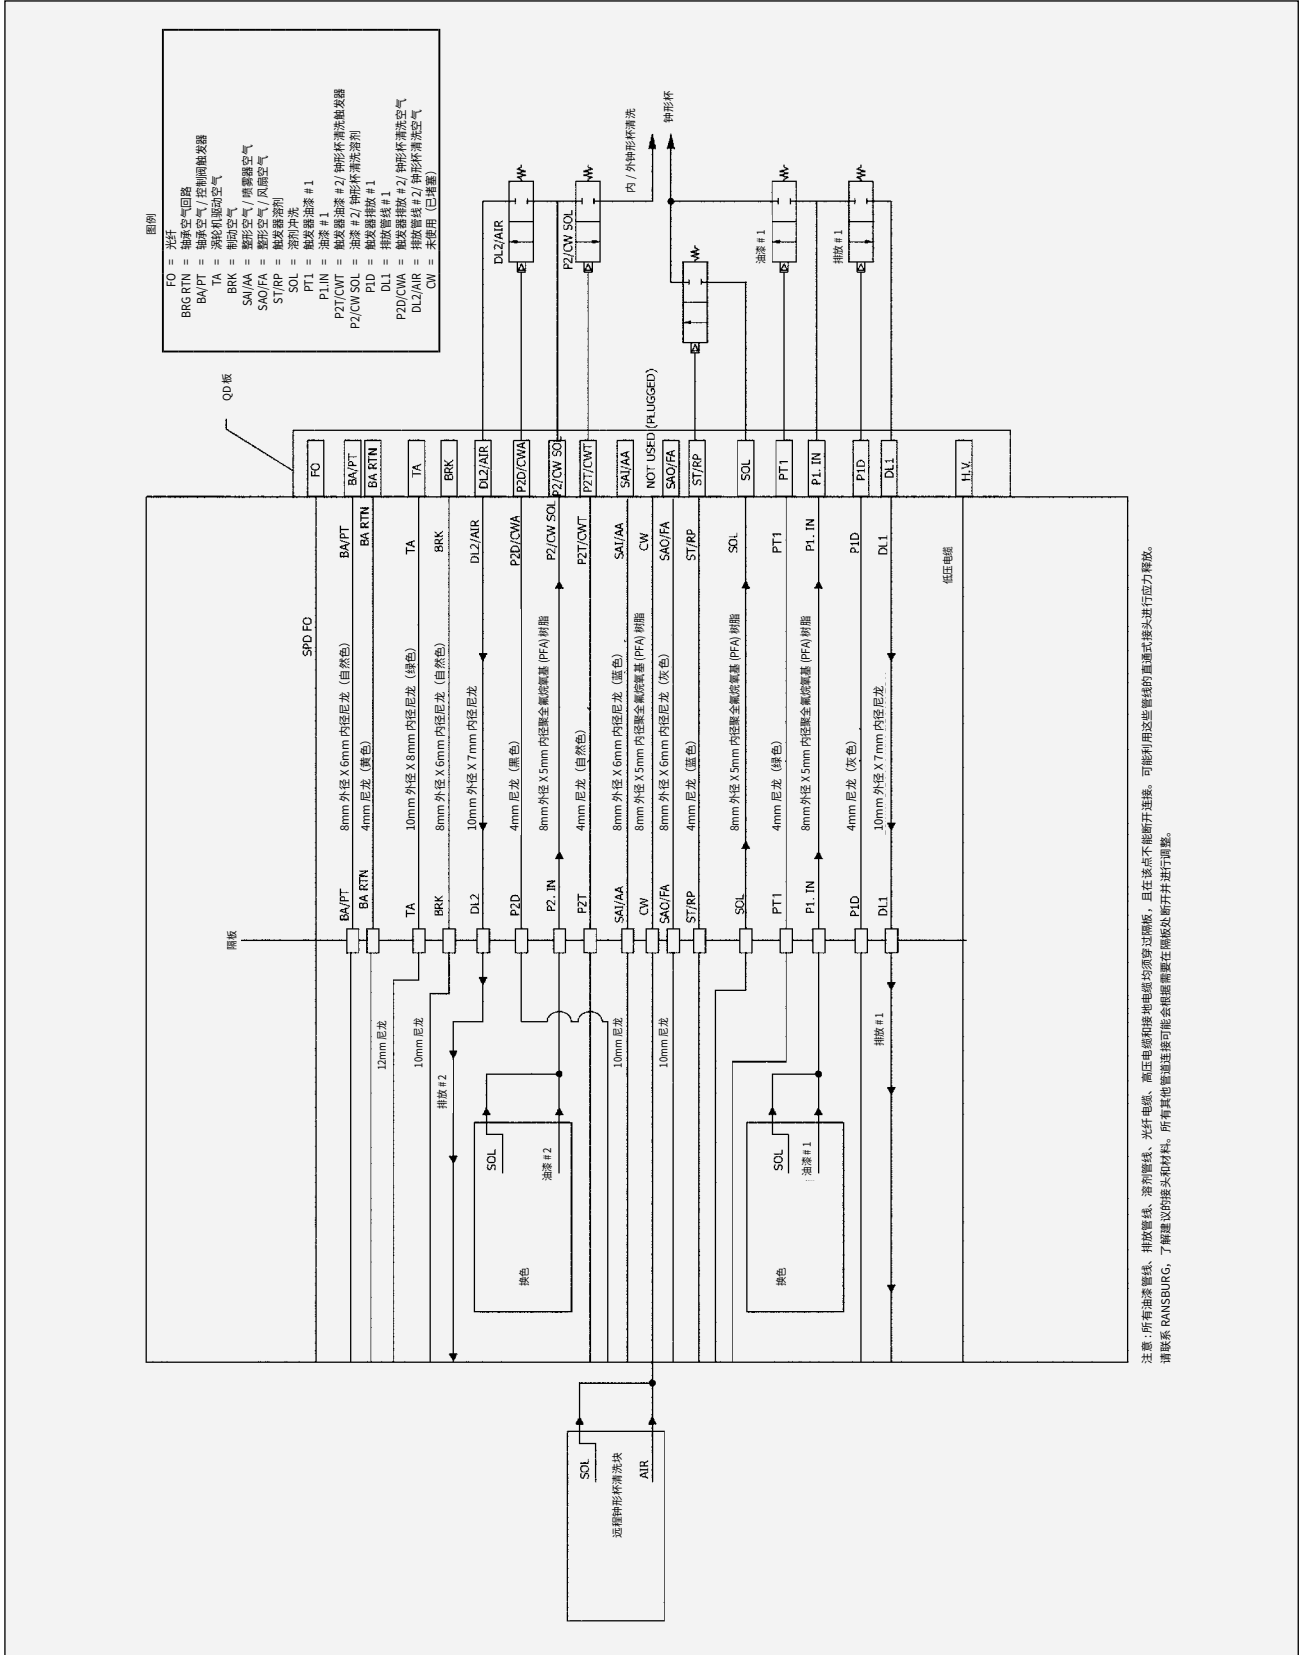 图例
FO = 光纤
BRG RTN = 轴承空气回路
BA/PT = 轴承空气 / 控制阀触发器
TA = 涡轮机驱动空气
BRK = 制动空气
SAI/AA = 整形空气 / 喷雾器空气
SAO/FA = 整形空气 / 风扇空气
ST/RP = 触发溶剂
SOL = 溶剂冲洗
PT1 = 触发器油漆 # 1
P1.IN = 油漆 # 1
P2T/CWT = 触发器油漆 # 2/ 钟形杯清洗触发器
P2/CW SOL = 油漆 # 2/ 钟形杯清洗溶剂
P1D = 触发器排放 # 1
DL1 = 排放管线 # 1
P2D/CWA = 触发器排放 # 2/ 钟形杯清洗空气
DL2/AIR = 排放管线 # 2/ 钟形杯清洗空气
CW = 未使用（已堵塞）
内 / 外钟形杯清洗
钟形杯
DL2/AIR
P2/CW SOL
油漆 # 1
排放 # 1
QD 板
FO
BA/PT
BA RTN
TA
BRK
DL2/AIR
P2D/CWA
P2/CW SOL
P2T/CWT
SAI/AA
NOT USED (PLUGGED)
SAO/FA
ST/RP
SOL
PT1
P1. IN
P1D
DL1
H.V.
SPD FO
BA/PT
BA RTN
TA
BRK
DL2/AIR
P2D/CWA
P2/CW SOL
P2T/CWT
SAI/AA
CW
SAO/FA
ST/RP
SOL
PT1
P1. IN
P1D
DL1
低压电缆
8mm 外径 X 6mm 内径尼龙（自然色）
4mm 尼龙（黄色）
10mm 外径 X 8mm 内径尼龙（绿色）
8mm 外径 X 6mm 内径尼龙（自然色）
10mm 外径 X 7mm 内径尼龙
4mm 尼龙（黑色）
8mm 外径 X 5mm 内径聚全氟烷氧基 (PFA) 树脂
4mm 尼龙（自然色）
8mm 外径 X 6mm 内径尼龙（蓝色）
8mm 外径 X 5mm 内径聚全氟烷氧基 (PFA) 树脂
8mm 外径 X 6mm 内径尼龙（灰色）
4mm 尼龙（蓝色）
8mm 外径 X 5mm 内径聚全氟烷氧基 (PFA) 树脂
4mm 尼龙（绿色）
8mm 外径 X 5mm 内径聚全氟烷氧基 (PFA) 树脂
4mm 尼龙（灰色）
10mm 外径 X 7mm 内径尼龙
BA/PT
BA RTN
TA
BRK
DL2
P2D
P2. IN
P2T
SAI/AA
CW
SAO/FA
ST/RP
SOL
PT1
P1. IN
P1D
DL1
隔板
12mm 尼龙
10mm 尼龙
排放 # 2
10mm 尼龙
10mm 尼龙
排放 # 1
SOL
油漆 # 2
换色
SOL
油漆 # 1
换色
SOL
远程钟形杯清洗块
AIR
注意 : 所有油漆管线、排放管线、溶剂管线、光纤电缆、高压电缆和接地电缆均须穿过隔板，且在该点不能断开连接。可能利用这些管线的直通式接头进行应力释放。
请联系 RANSBURG，了解建议的接头和材料。所有其他管道连接可能会根据需要在隔板处断开并进行调整。